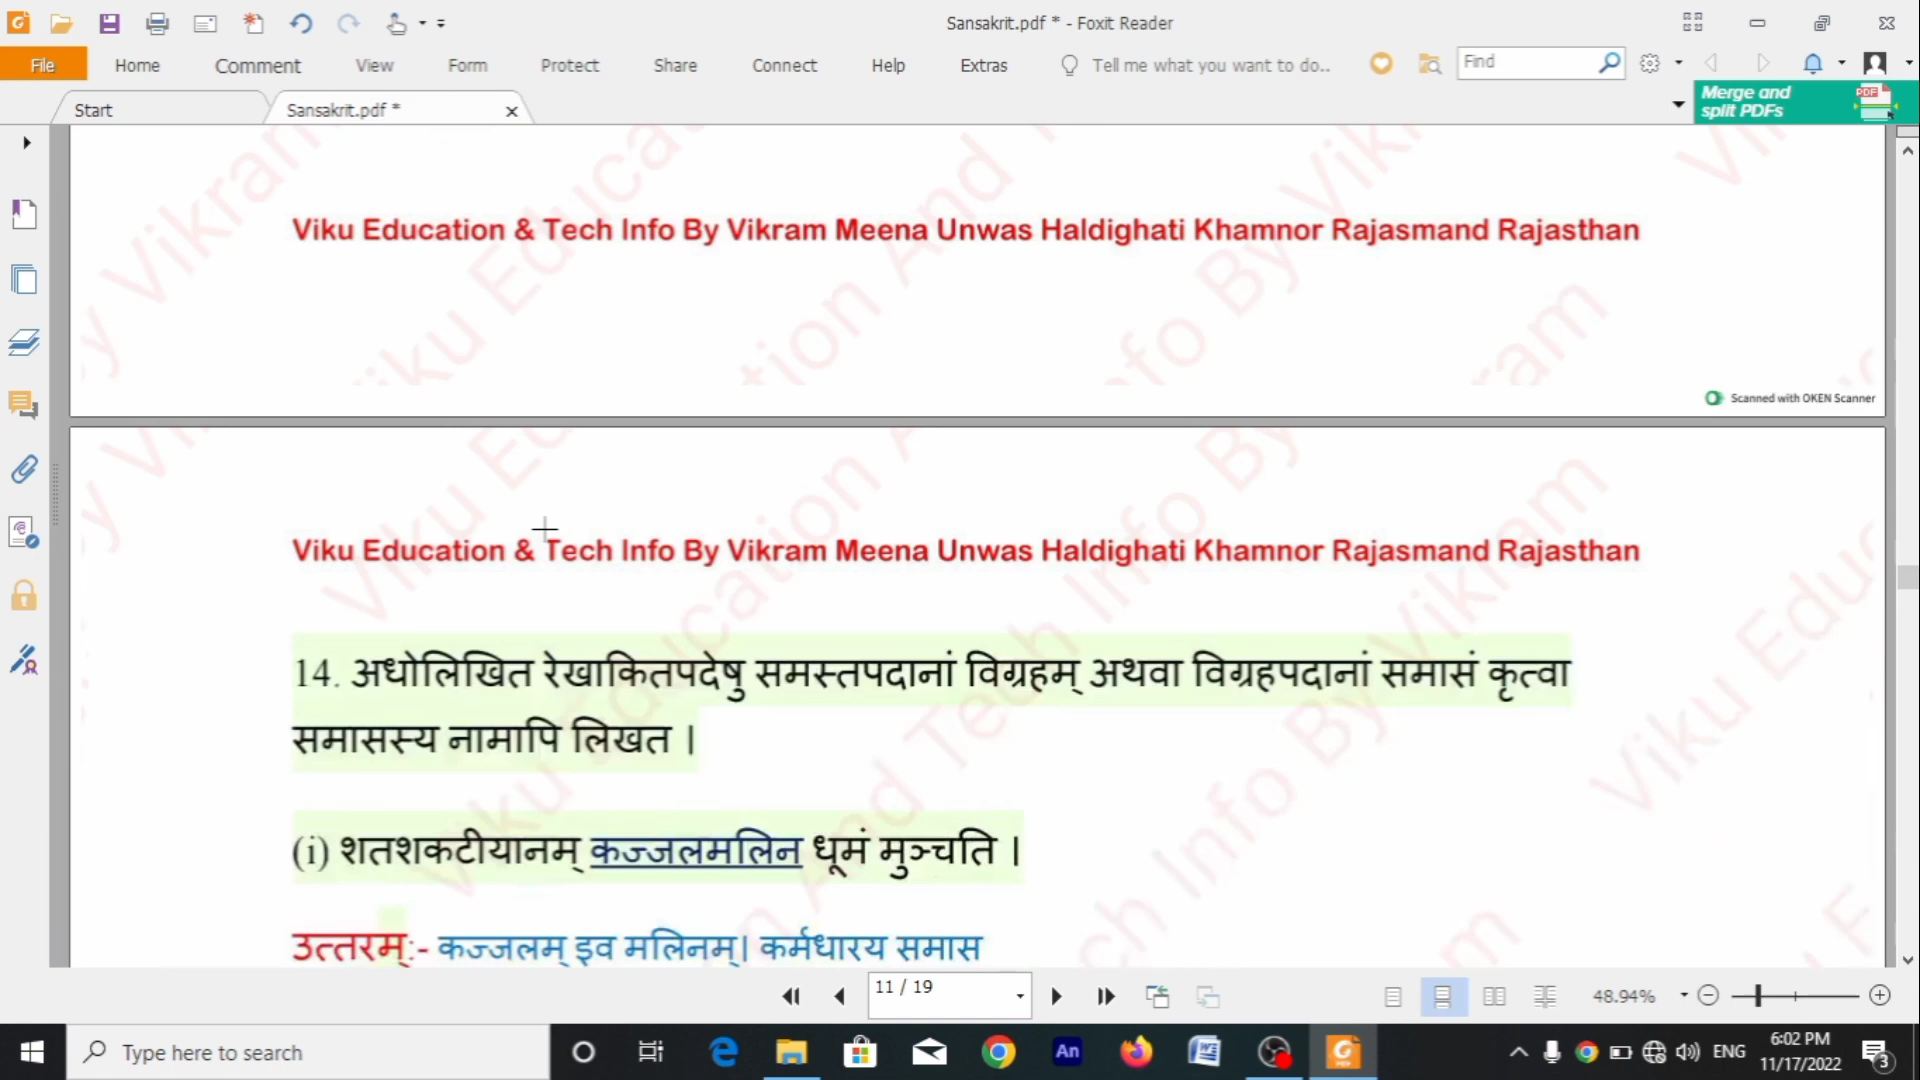 Sansakrit.pdf * - Foxit Reader
File Home Comment View Form Protect Share Connect Help Extras Tell me what you want to do.. Find
Start Sansakrit.pdf * Merge and split PDFs
Viku Education & Tech Info By Vikram Meena Unwas Haldighati Khamnor Rajasmand Rajasthan
Scanned with OKEN Scanner
Viku Education & Tech Info By Vikram Meena Unwas Haldighati Khamnor Rajasmand Rajasthan
14. अधोलिखित रेखाकितपदेषु समस्तपदानां विग्रहम् अथवा विग्रहपदानां समासं कृत्वा
समासस्य नामापि लिखत ।
(i) शतशकटीयानम् कज्जलमलिन धूमं मुञ्चति ।
उत्तरम्:- कज्जलम् इव मलिनम्। कर्मधारय समास
11 / 19 48.94%
Type here to search An ENG 6:02 PM
11/17/2022 3